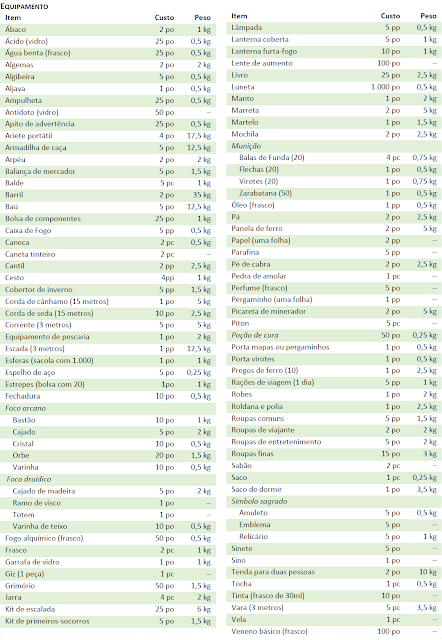 EQUIPAMENTO
Item Custo Peso
Ábaco 2 po 1 kg
Ácido (vidro) 25 po 0,5 kg
Água benta (frasco) 25 po 0,5 kg
Algemas 2 po 2 kg
Algibeira 5 po 0,5 kg
Aljava 1 po 0,5 kg
Ampulheta 25 po 0,5 kg
Antídoto (vidro) 50 po –
Apito de advertência 25 po 0,5 kg
Aríete portátil 4 po 17,5 kg
Armadilha de caça 5 po 12,5 kg
Arpéu 2 po 2 kg
Balança de mercador 5 po 1,5 kg
Balde 5 pc 1 kg
Barril 2 po 35 kg
Baú 5 po 12,5 kg
Bolsa de componentes 25 po 1 kg
Caixa de Fogo 5 pp 0,5 kg
Caneca 2 pc 0,5 kg
Caneta tinteiro 2 pc –
Cantil 2 pp 2,5 kg
Cesto 4pp 1 kg
Cobertor de inverno 5 pp 1,5 kg
Corda de cânhamo (15 metros) 1 po 5 kg
Corda de seda (15 metros) 10 po 2,5 kg
Corrente (3 metros) 5 po 5 kg
Equipamento de pescaria 1 po 2 kg
Escada (3 metros) 1 pp 12,5 kg
Esferas (sacola com 1.000) 1 po 1 kg
Espelho de aço 5 po 0,25 kg
Estrepes (bolsa com 20) 1po 1 kg
Fechadura 10 po 0,5 kg
Foco arcano
Bastão 10 po 1 kg
Cajado 5 po 2 kg
Cristal 10 po 0,5 kg
Orbe 20 po 1,5 kg
Varinha 10 po 0,5 kg
Foco druídico
Cajado de madeira 5 po 2 kg
Ramo de visco 1 po –
Totem 1 po –
Varinha de teixo 10 po 0,5 kg
Fogo alquímico (frasco) 50 po 0,5 kg
Frasco 2 pc 1 kg
Garrafa de vidro 1 po 1 kg
Giz (1 peça) 1 pc –
Grimório 50 po 1,5 kg
Jarra 4 pc 2 kg
Kit de escalada 25 po 6 kg
Kit de primeiros-socorros 5 po 1,5 kg
Item Custo Peso
Lâmpada 5 pp 0,5 kg
Lanterna coberta 5 po 1 kg
Lanterna furta-fogo 10 po 1 kg
Lente de aumento 100 po –
Livro 25 po 2,5 kg
Luneta 1.000 po 0,5 kg
Manto 1 po 2 kg
Marreta 2 po 5 kg
Martelo 1 po 1,5 kg
Mochila 2 po 2,5 kg
Munição
Balas de Funda (20) 4 pc 0,75 kg
Flechas (20) 1 po 0,5 kg
Virotes (20) 1 po 0,75 kg
Zarabatana (50) 1 po 0,5 kg
Óleo (frasco) 1 pp 0,5 kg
Pá 2 po 2,5 kg
Panela de ferro 2 po 5 kg
Papel (uma folha) 2 pp –
Parafina 5 pp –
Pé de cabra 2 po 2,5 kg
Pedra de amolar 1 pc –
Perfume (frasco) 5 po –
Pergaminho (uma folha) 1 pp –
Picareta de minerador 2 po 5 kg
Píton 5 pc –
Poção de cura 50 po 0,25 kg
Porta mapas ou pergaminhos 1 po 0,5 kg
Porta virotes 1 po 0,5 kg
Pregos de ferro (10) 1 po 2,5 kg
Rações de viagem (1 dia) 5 pp 1 kg
Robes 1 po 2 kg
Roldana e polia 1 po 2,5 kg
Roupas comuns 5 pp 1,5 kg
Roupas de viajante 2 po 2 kg
Roupas de entretenimento 5 po 2 kg
Roupas finas 15 po 3 kg
Sabão 2 pc –
Saco 1 pc 0,25 kg
Saco de dormir 1 po 3,5 kg
Símbolo sagrado
Amuleto 5 po 0,5 kg
Emblema 5 po –
Relicário 5 po 1 kg
Sinete 5 po –
Sino 1 po –
Tenda para duas pessoas 2 po 10 kg
Tocha 1 pc 0,5 kg
Tinta (frasco de 30ml) 10 po –
Vara (3 metros) 5 pc 3,5 kg
Vela 1 pc –
Veneno básico (frasco) 100 po –